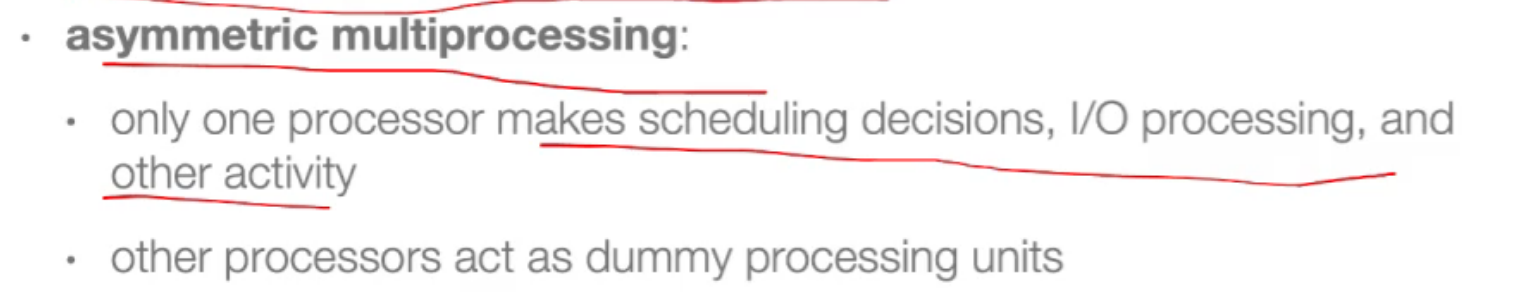 • asymmetric multiprocessing:
• only one processor makes scheduling decisions, I/O processing, and
other activity
• other processors act as dummy processing units